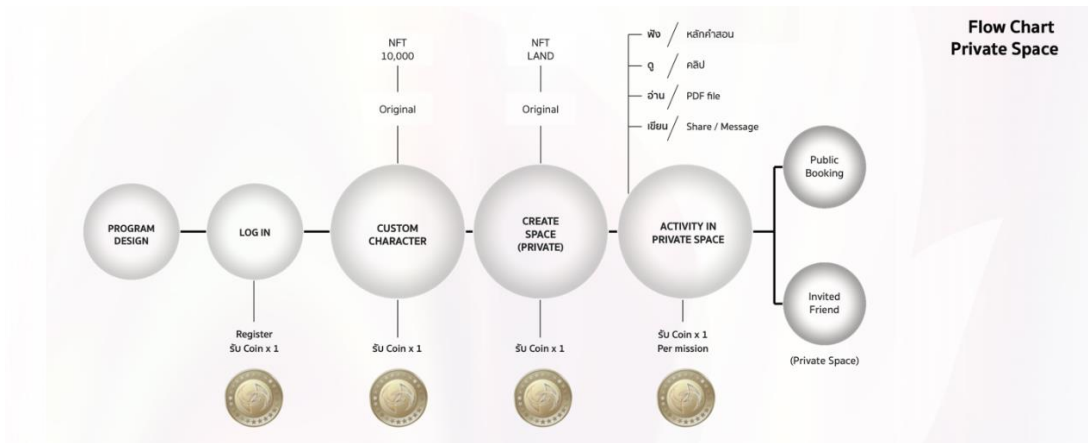 Flow Chart
Private Space
PROGRAM
DESIGN
LOG IN
Register
รับ Coin x 1
NFT
10,000
Original
CUSTOM
CHARACTER
รับ Coin x 1
NFT
LAND
Original
CREATE
SPACE
(PRIVATE)
รับ Coin x 1
ฟัง / หลักคำสอน
ดู / คลิป
อ่าน / PDF file
เขียน / Share / Message
ACTIVITY IN
PRIVATE SPACE
รับ Coin x 1
Per mission
Public
Booking
Invited
Friend
(Private Space)